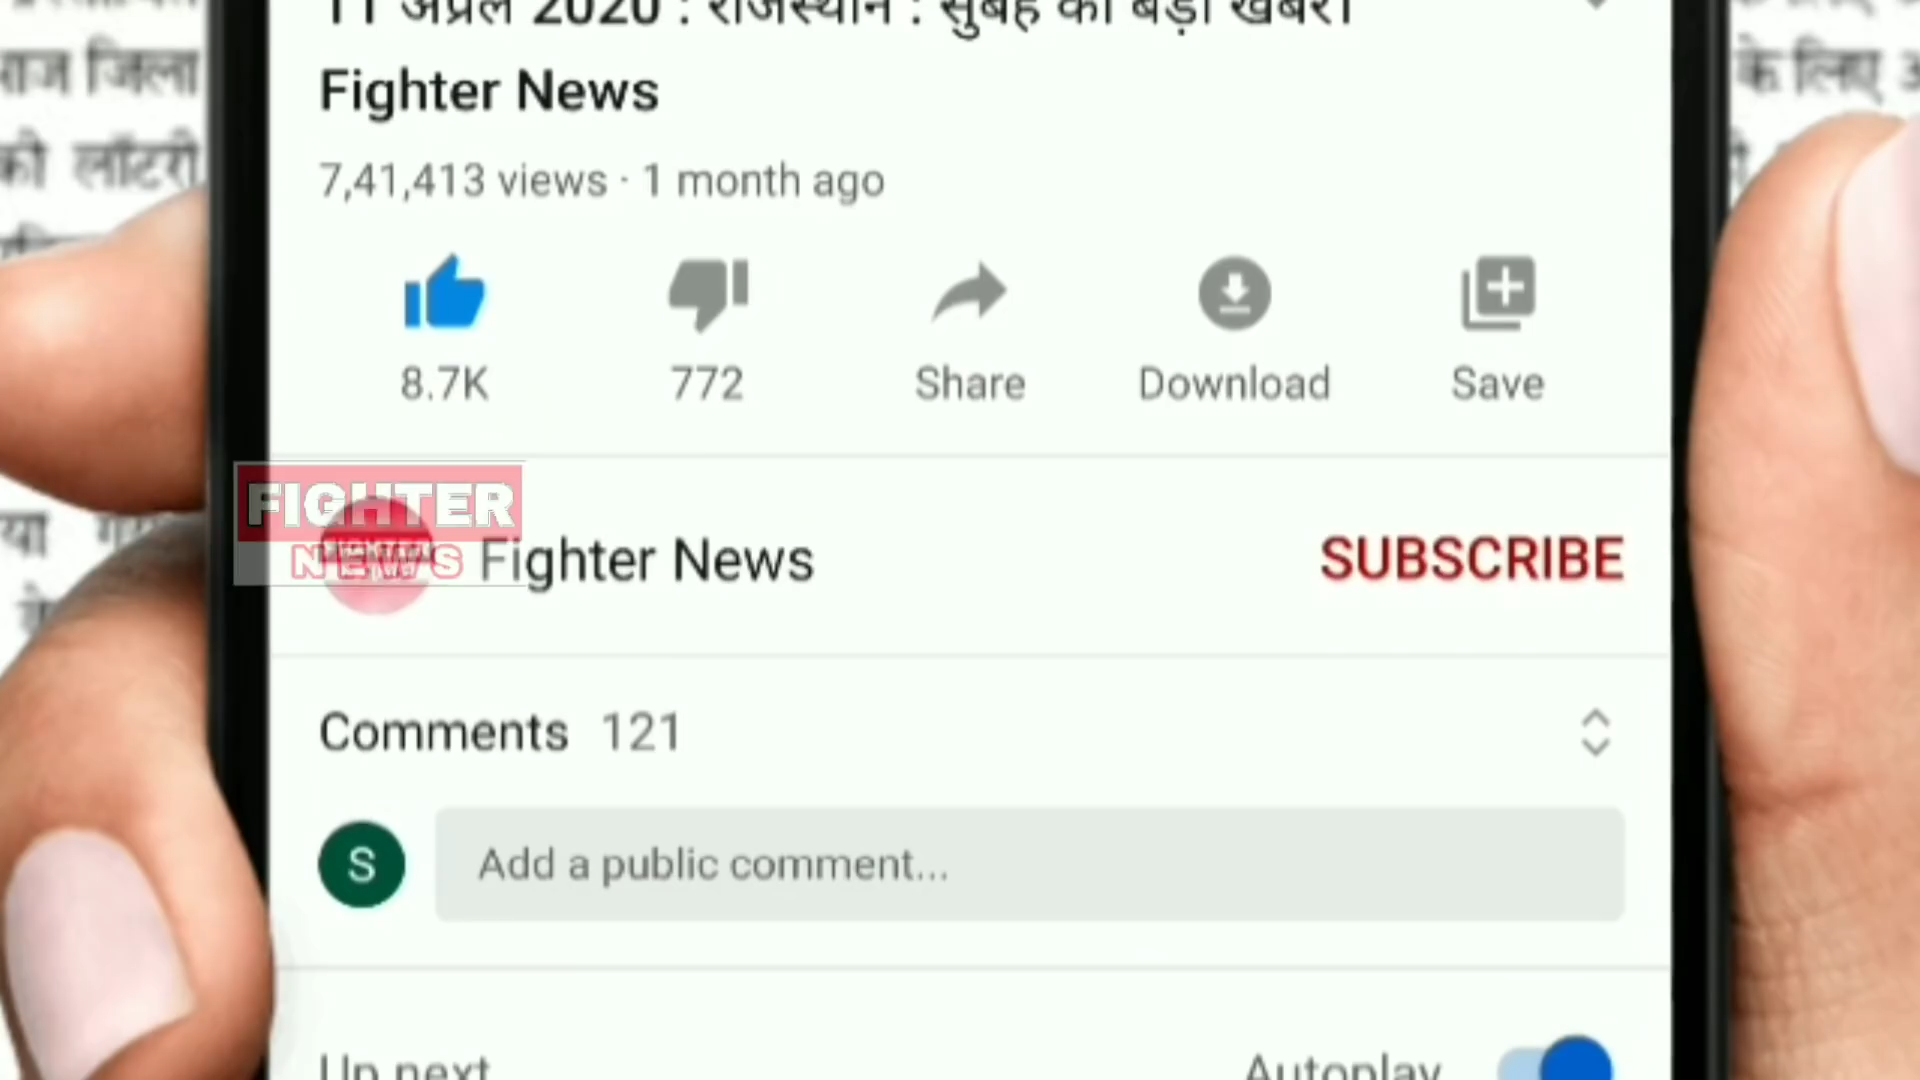 11 अप्रैल 2020 : राजस्थान : सुबह की बड़ी खबरें।
Fighter News
7,41,413 views · 1 month ago
8.7K
772
Share
Download
Save
FIGHTER
NEWS
Fighter News
SUBSCRIBE
Comments 121
S
Add a public comment...
Up next
Autoplay
राज जिला
की लॉटरी
या
के लिए